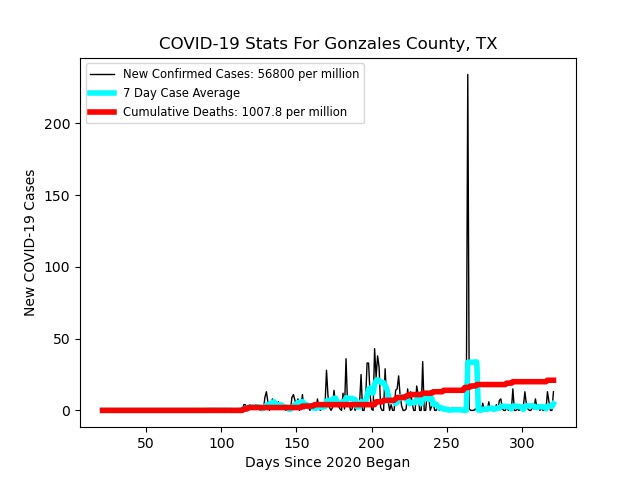 COVID-19 Stats For Gonzales County, TX
New Confirmed Cases: 56800 per million
7 Day Case Average
Cumulative Deaths: 1007.8 per million
New COVID-19 Cases
200
150
100
50
0
50 100 150 200 250 300
Days Since 2020 Began